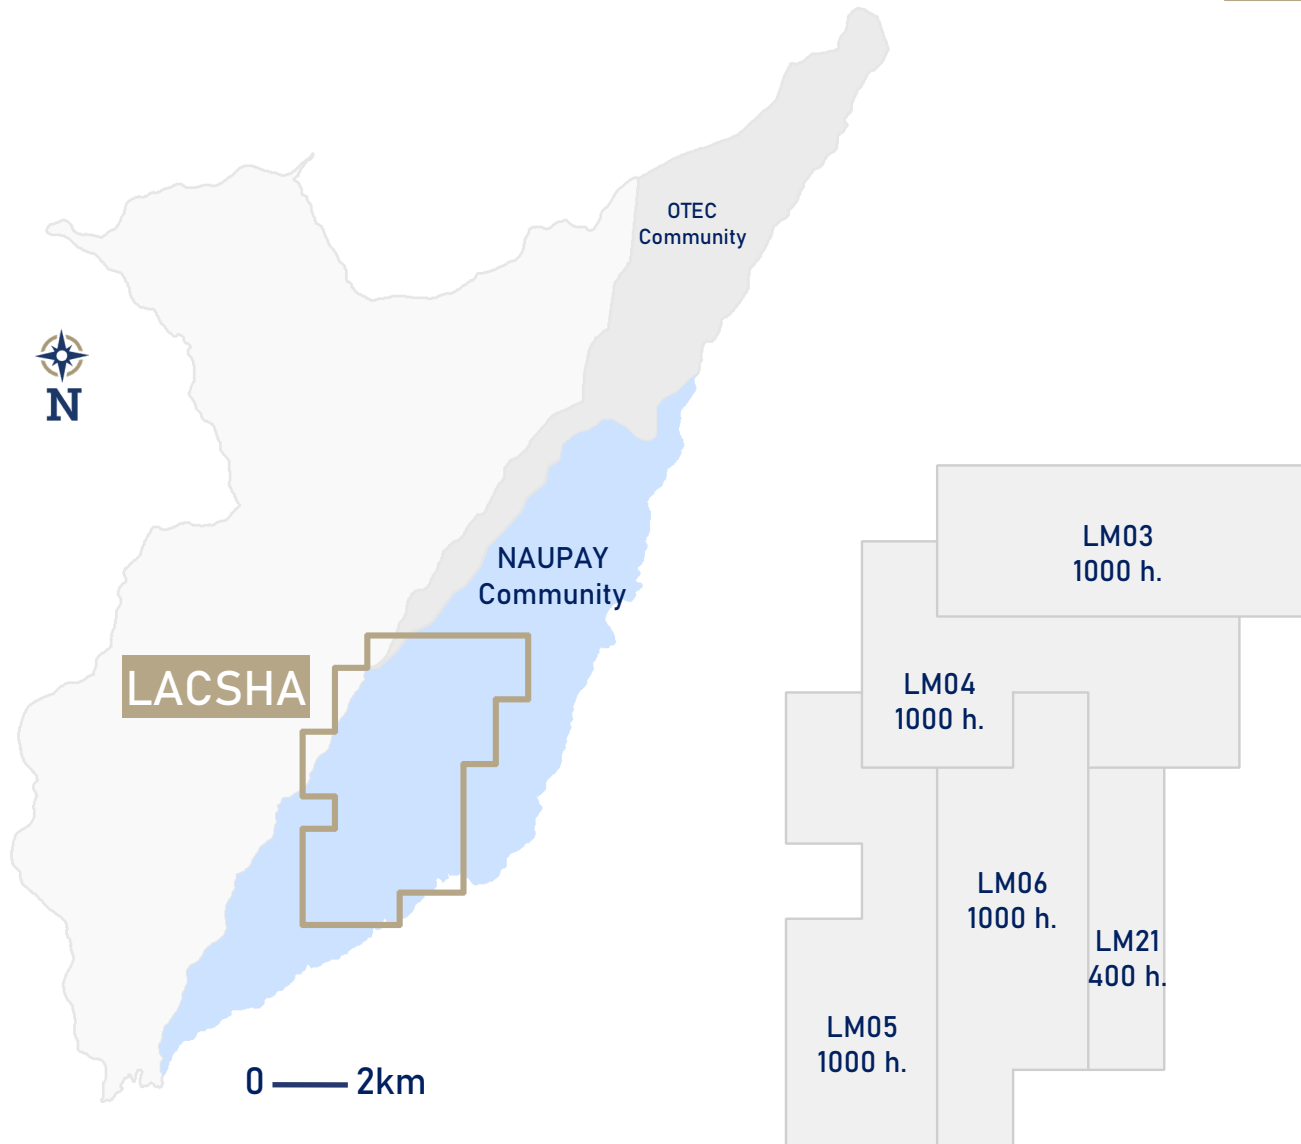 OTEC
Community
N
NAUPAY
Community
LACSHA
0 2km
LM03
1000 h.
LM04
1000 h.
LM06
1000 h.
LM21
400 h.
LM05
1000 h.